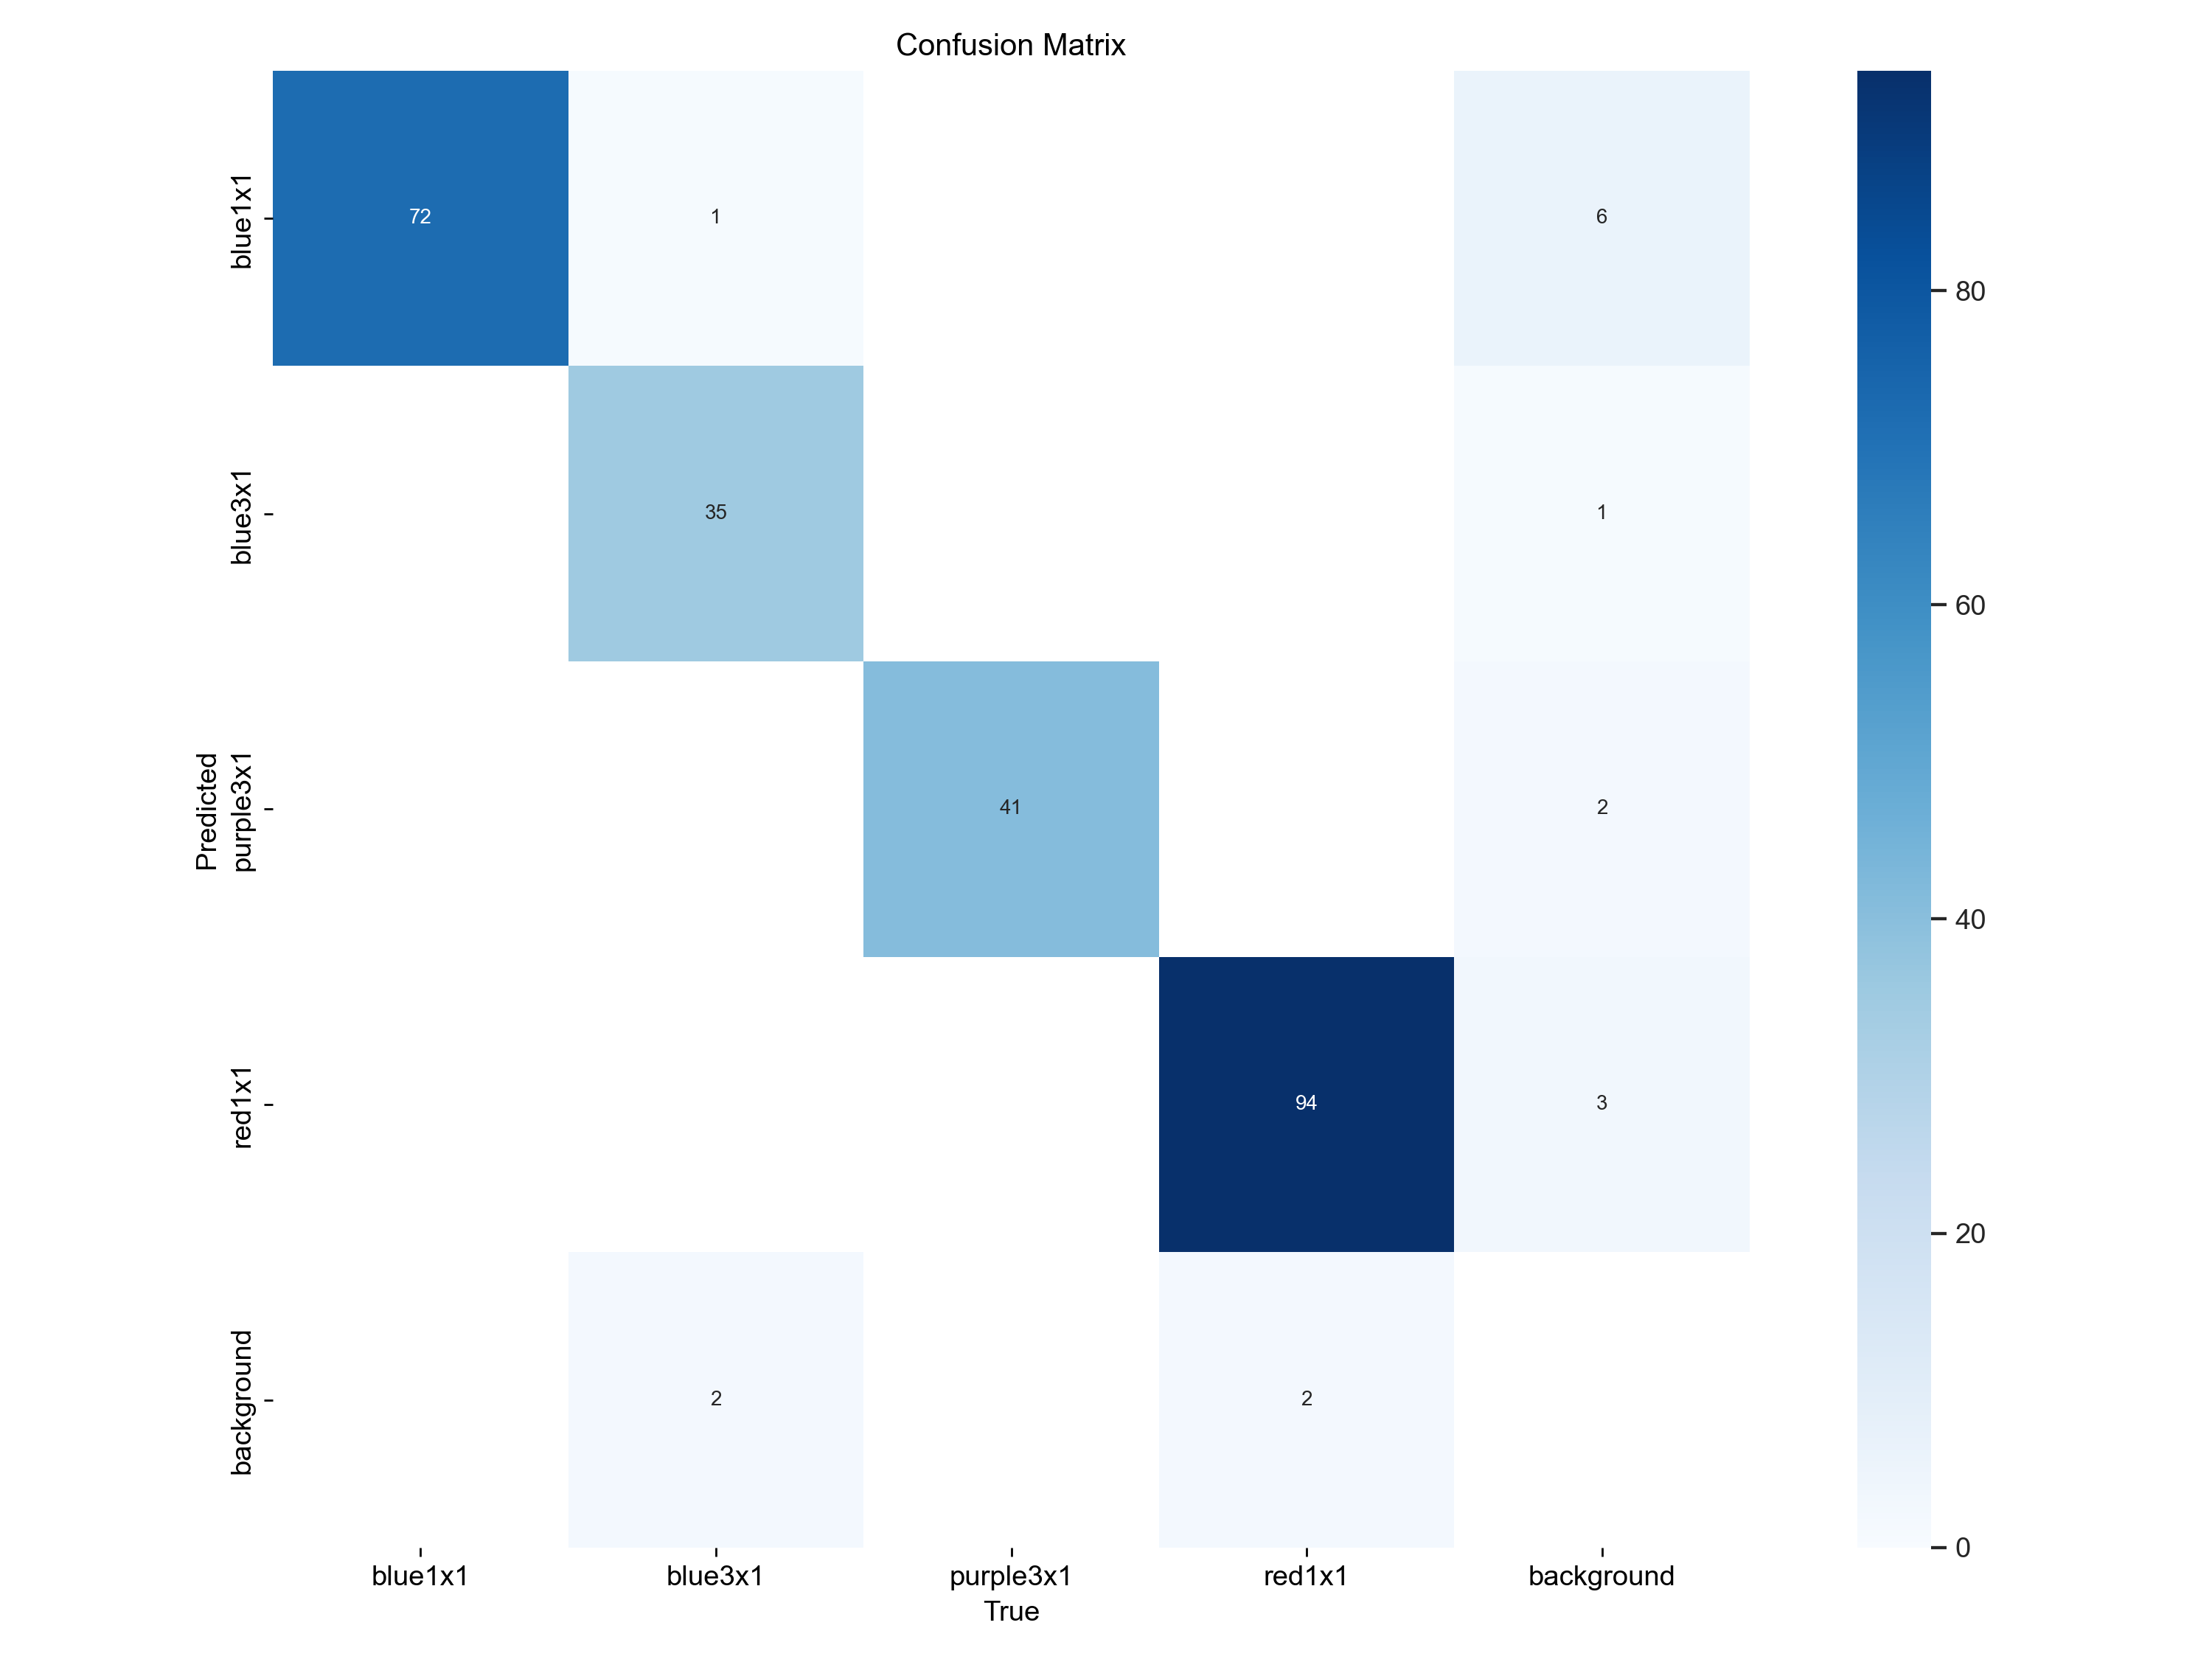 Confusion Matrix
blue1x1
72
1
6
80
blue3x1
35
1
60
Predicted
purple3x1
41
2
40
red1x1
94
3
20
background
2
2
0
blue1x1
blue3x1
purple3x1
red1x1
background
True